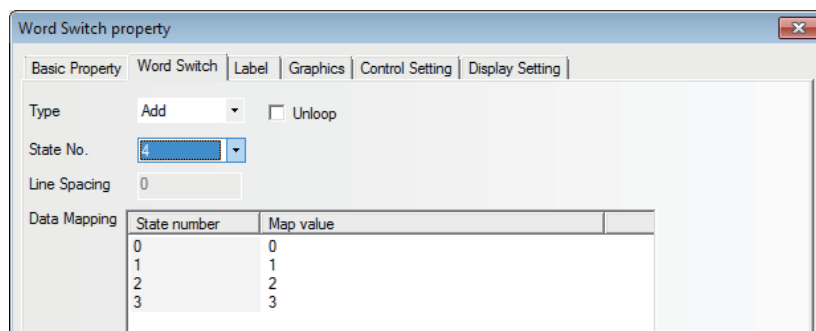 Word Switch property
Basic Property Word Switch Label Graphics Control Setting Display Setting
Type Add Unloop
State No. 4
Line Spacing 0
Data Mapping State number Map value
0 0
1 1
2 2
3 3